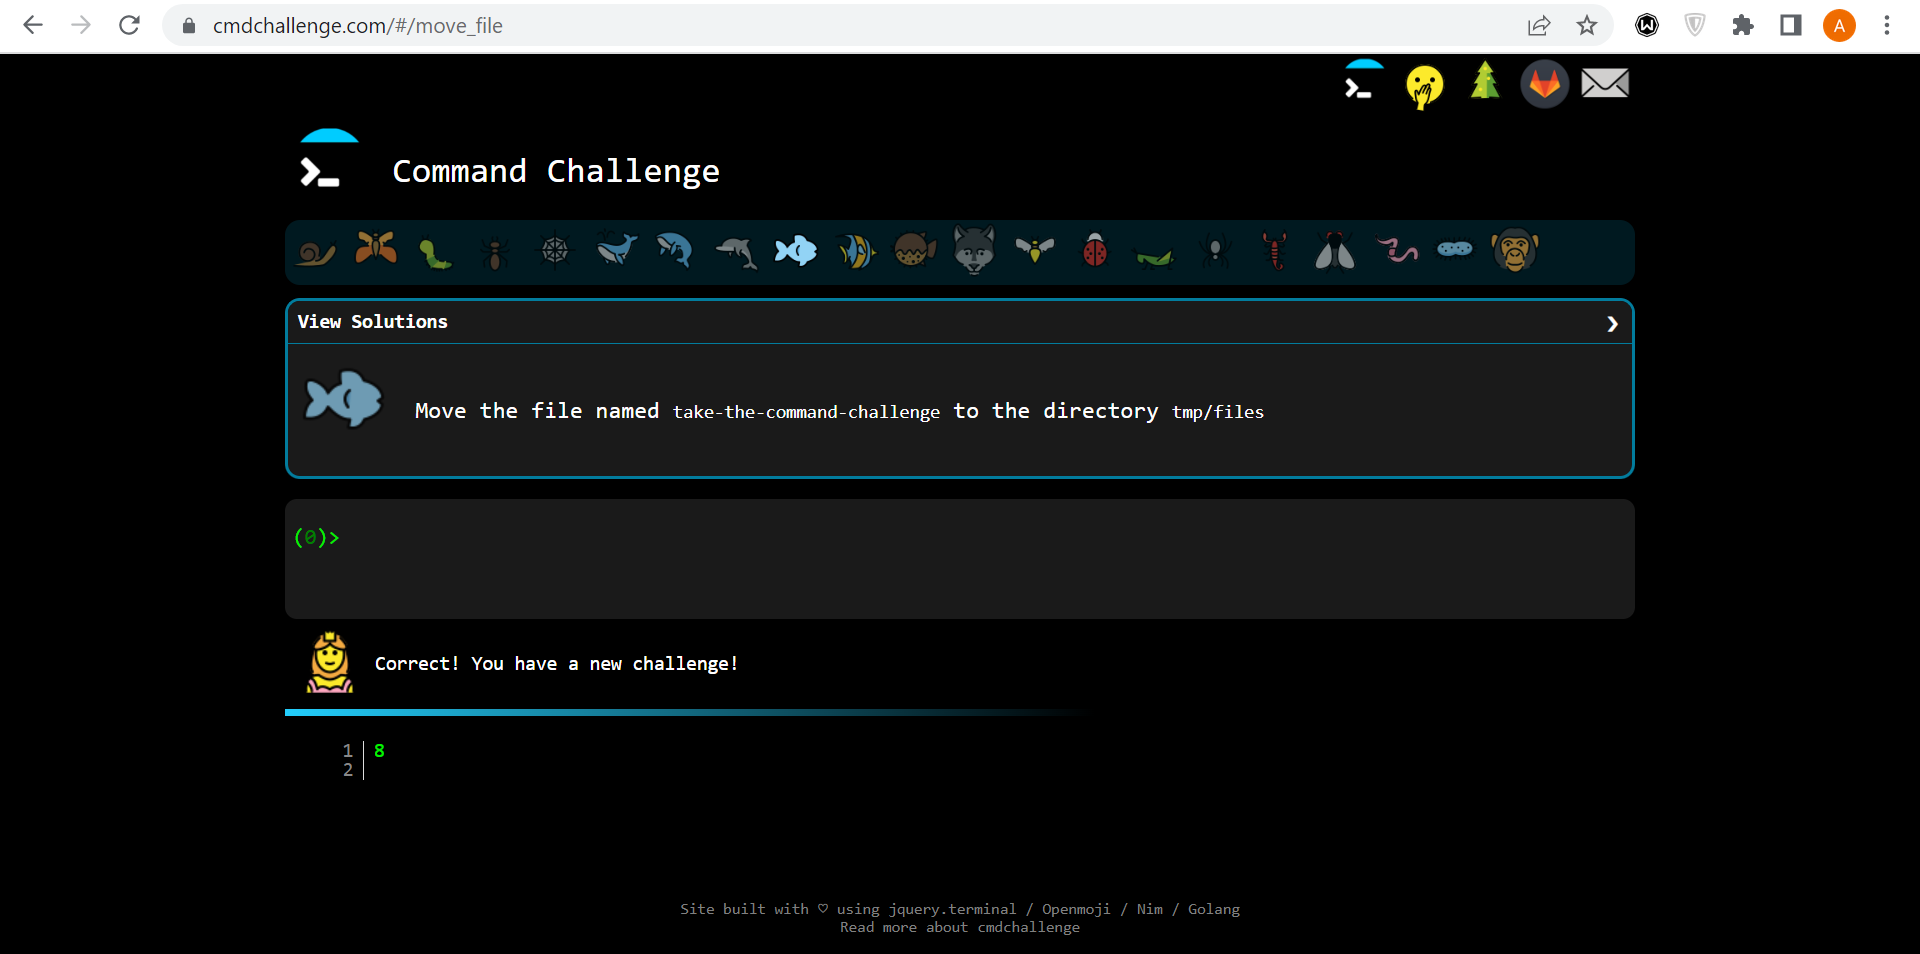 cmdchallenge.com/#/move_file
A
Command Challenge
View Solutions
Move the file named take-the-command-challenge to the directory tmp/files
(0)>
Correct! You have a new challenge!
1 8
2
Site built with ♡ using jquery.terminal / Openmoji / Nim / Golang
Read more about cmdchallenge